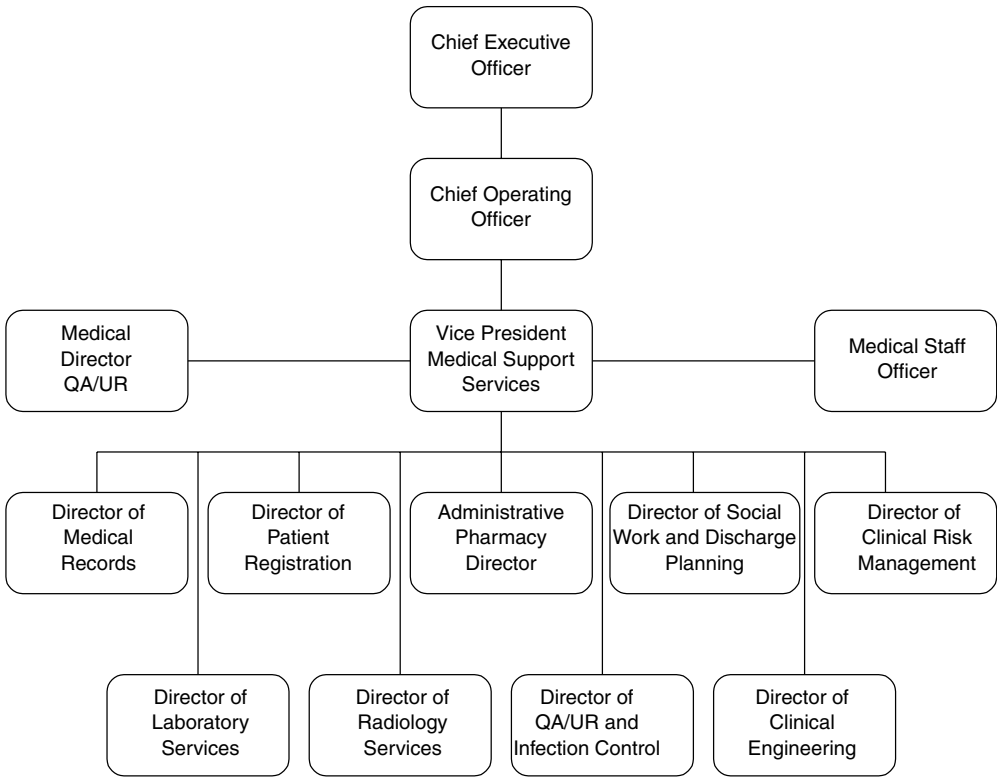 Chief Executive
Officer
Chief Operating
Officer
Medical
Director
QA/UR
Vice President
Medical Support
Services
Medical Staff
Officer
Director of
Medical
Records
Director of
Patient
Registration
Administrative
Pharmacy
Director
Director of Social
Work and Discharge
Planning
Director of
Clinical Risk
Management
Director of
Laboratory
Services
Director of
Radiology
Services
Director of
QA/UR and
Infection Control
Director of
Clinical
Engineering